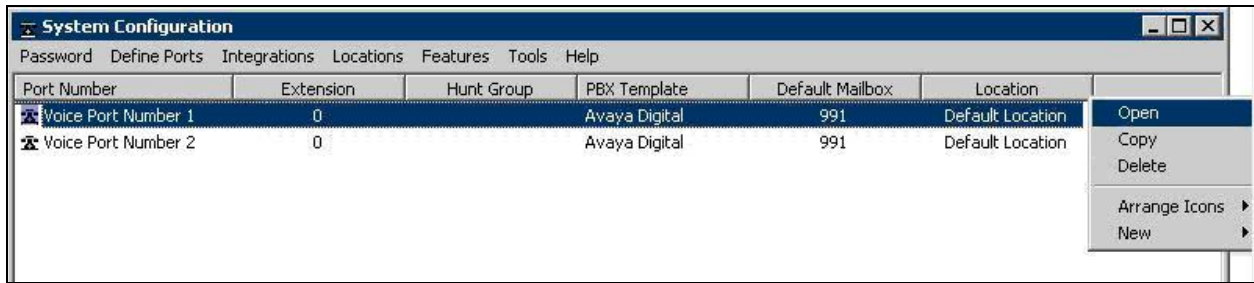 System Configuration
Password Define Ports Integrations Locations Features Tools Help
Port Number Extension Hunt Group PBX Template Default Mailbox Location
Voice Port Number 1 0 Avaya Digital 991 Default Location
Voice Port Number 2 0 Avaya Digital 991 Default Location
Open
Copy
Delete
Arrange Icons
New